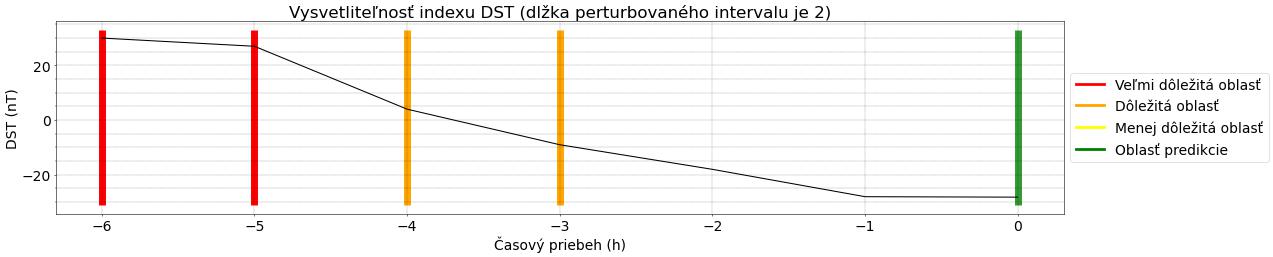 Vysvetliteľnosť indexu DST (dĺžka perturbovaného intervalu je 2)
DST (nT)
20
0
−20
−6
−5
−4
−3
−2
−1
0
Časový priebeh (h)
Veľmi dôležitá oblasť
Dôležitá oblasť
Menej dôležitá oblasť
Oblasť predikcie